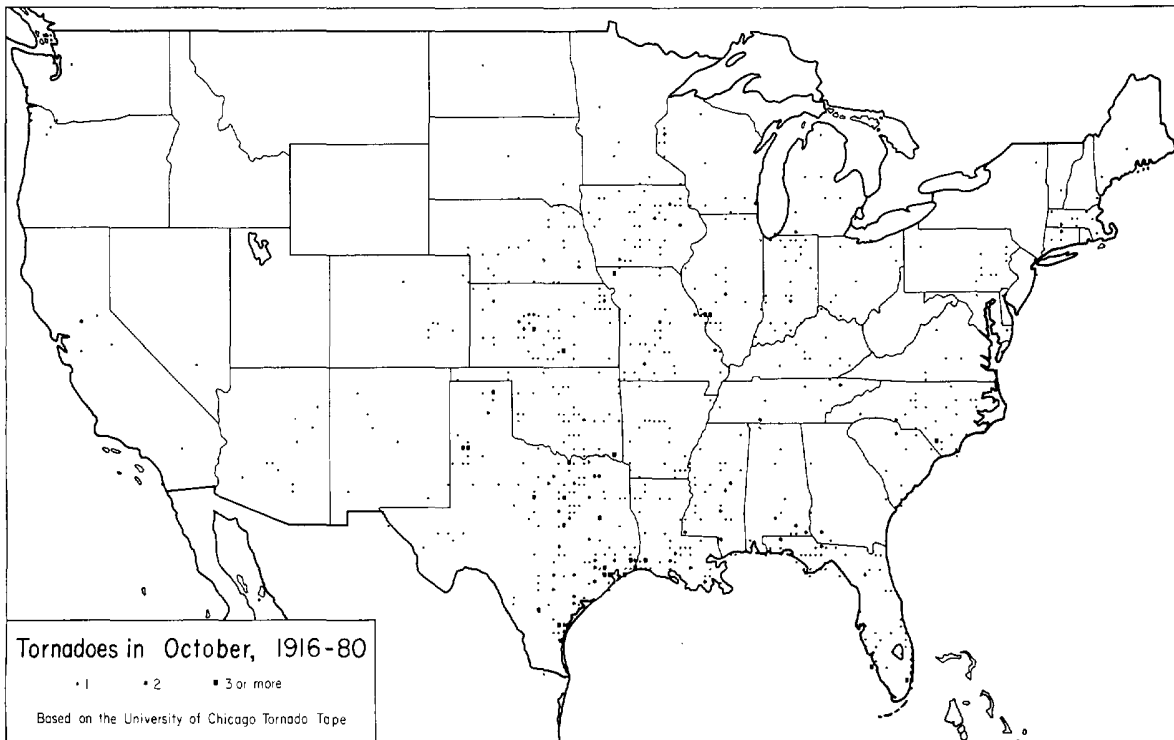 Tornadoes in October, 1916-80
1 2 3 or more
Based on the University of Chicago Tornado Tape